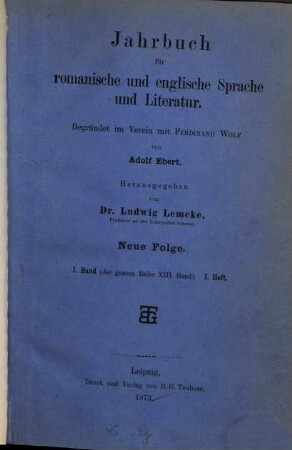 Jahrbuch
für
romanische und englische Sprache
und Literatur.
Begründet im Verein mit Ferdinand Wolf
von
Adolf Ebert.
Herausgegeben
von
Dr. Ludwig Lemcke,
Professor an der Universität Giessen.
Neue Folge.
I. Band (der ganzen Reihe XIII. Band) I. Heft.
Leipzig,
Druck und Verlag von B. G. Teubner.
1873.